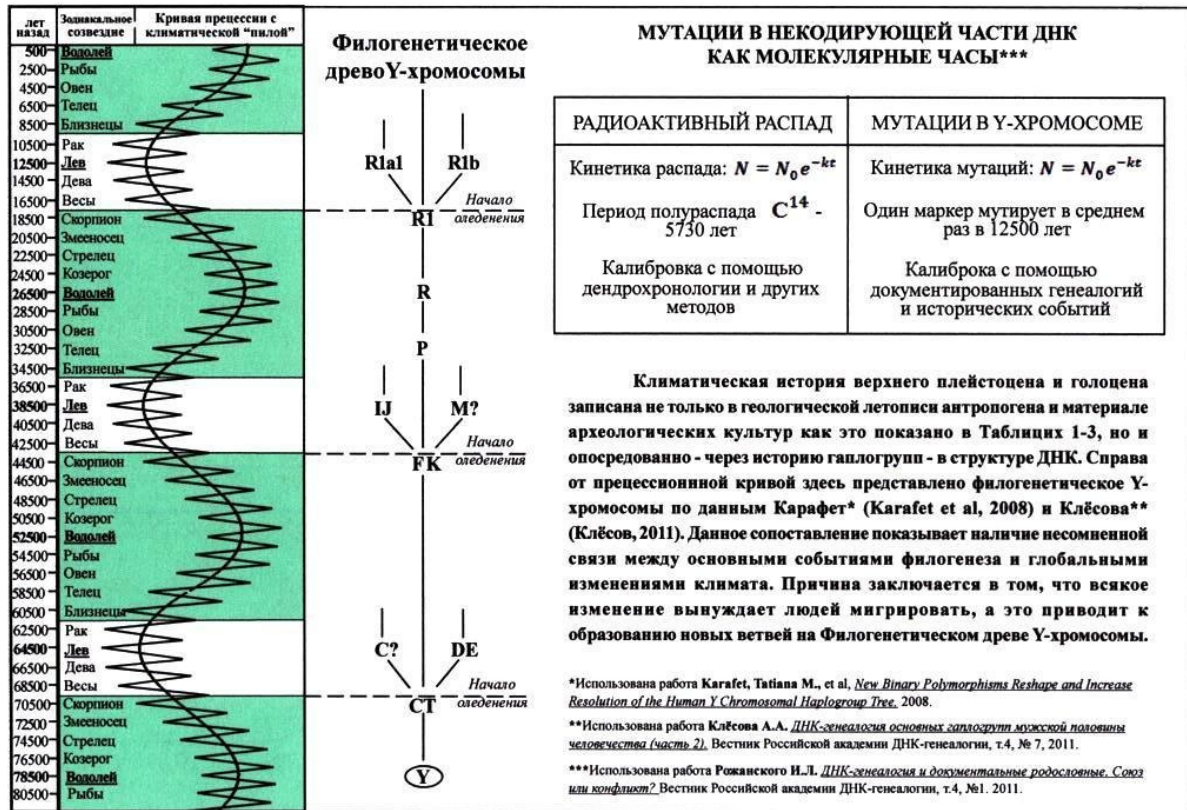 лет назад
Зодиакальное созвездие
Кривая прецессии с климатической “пилой”
500 Водолей
2500 Рыбы
4500 Овен
6500 Телец
8500 Близнецы
10500 Рак
12500 Лев
14500 Дева
16500 Весы
18500 Скорпион
20500 Змееносец
22500 Стрелец
24500 Козерог
26500 Водолей
28500 Рыбы
30500 Овен
32500 Телец
34500 Близнецы
36500 Рак
38500 Лев
40500 Дева
42500 Весы
44500 Скорпион
46500 Змееносец
48500 Стрелец
50500 Козерог
52500 Водолей
54500 Рыбы
56500 Овен
58500 Телец
60500 Близнецы
62500 Рак
64500 Лев
66500 Дева
68500 Весы
70500 Скорпион
72500 Змееносец
74500 Стрелец
76500 Козерог
78500 Водолей
80500 Рыбы
Филогенетическое
древоY-хромосомы
R1a1 R1b
Начало
оледенения
R1
R
P
IJ M?
Начало
оледенения
FK
C? DE
Начало
оледенения
CT
Y
МУТАЦИИ В НЕКОДИРУЮЩЕЙ ЧАСТИ ДНК
КАК МОЛЕКУЛЯРНЫЕ ЧАСЫ***
РАДИОАКТИВНЫЙ РАСПАД
Кинетика распада: N = N₀e⁻ᵏᵗ
Период полураспада C¹⁴ -
5730 лет
Калибровка с помощью
дендрохронологии и других
методов
МУТАЦИИ В Y-ХРОМОСОМЕ
Кинетика мутаций: N = N₀e⁻ᵏᵗ
Один маркер мутирует в среднем
раз в 12500 лет
Калиброка с помощью
документированных генеалогий
и исторических событий
Климатическая история верхнего плейстоцена и голоцена
записана не только в геологической летописи антропогена и материале
археологических культур как это показано в Таблицих 1-3, но и
опосредованно - через историю гаплогрупп - в структуре ДНК. Справа
от прецессионнной кривой здесь представлено филогенетическое Y-
хромосомы по данным Карафет* (Karafet et al, 2008) и Клёсова**
(Клёсов, 2011). Данное сопоставление показывает наличие несомненной
связи между основными событиями филогенеза и глобальными
изменениями климата. Причина заключается в том, что всякое
изменение вынуждает людей мигрировать, а это приводит к
образованию новых ветвей на Филогенетическом древе Y-хромосомы.
*Использована работа Karafet, Tatiana M., et al, New Binary Polymorphisms Reshape and Increase
Resolution of the Human Y Chromosomal Haplogroup Tree. 2008.
**Использована работа Клёсова А.А. ДНК-генеалогия основных гаплогрупп мужской половины
человечества (часть 2). Вестник Российской академии ДНК-генеалогии, т.4, № 7, 2011.
***Использована работа Рожанского И.Л. ДНК-генеалогия и документальные родословные. Союз
или конфликт? Вестник Российской академии ДНК-генеалогии, т.4, №1. 2011.